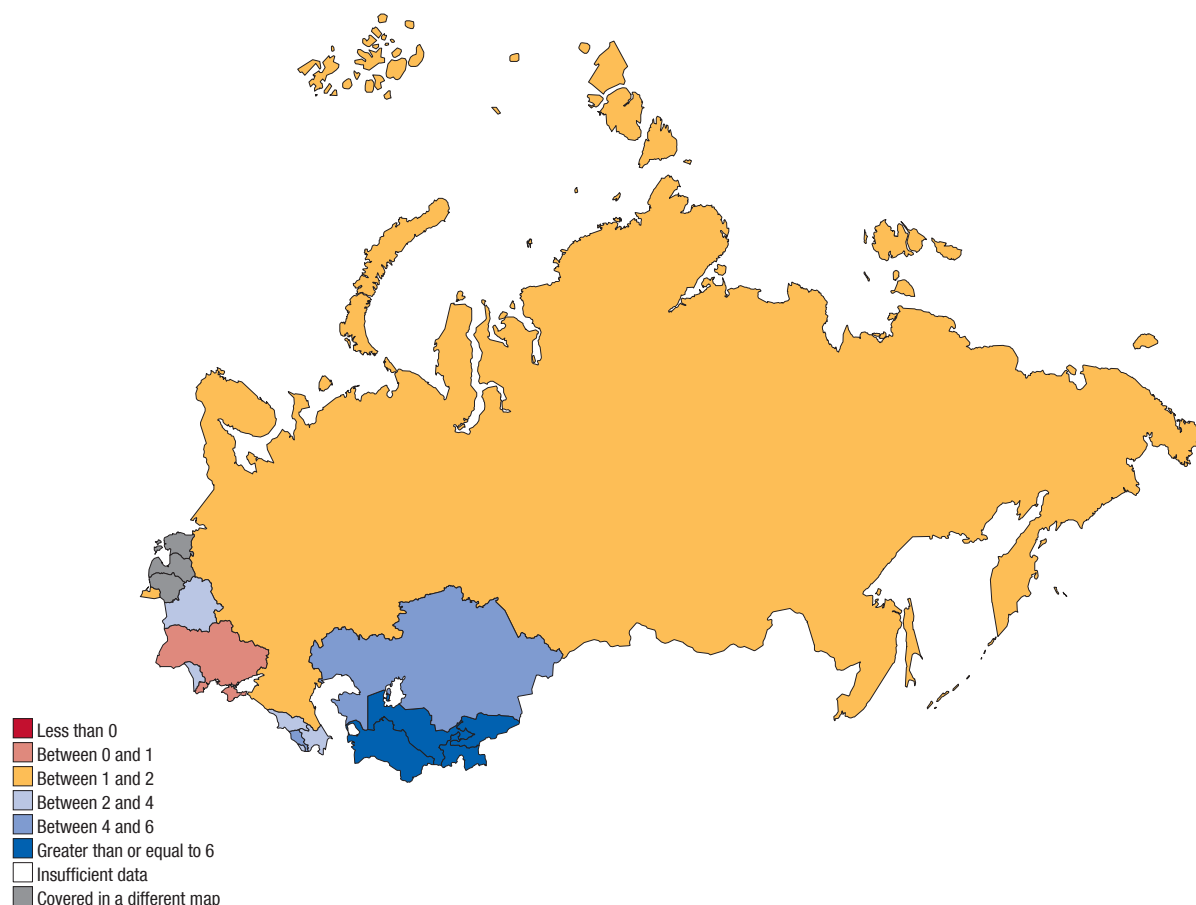 Less than 0
Between 0 and 1
Between 1 and 2
Between 2 and 4
Between 4 and 6
Greater than or equal to 6
Insufficient data
Covered in a different map